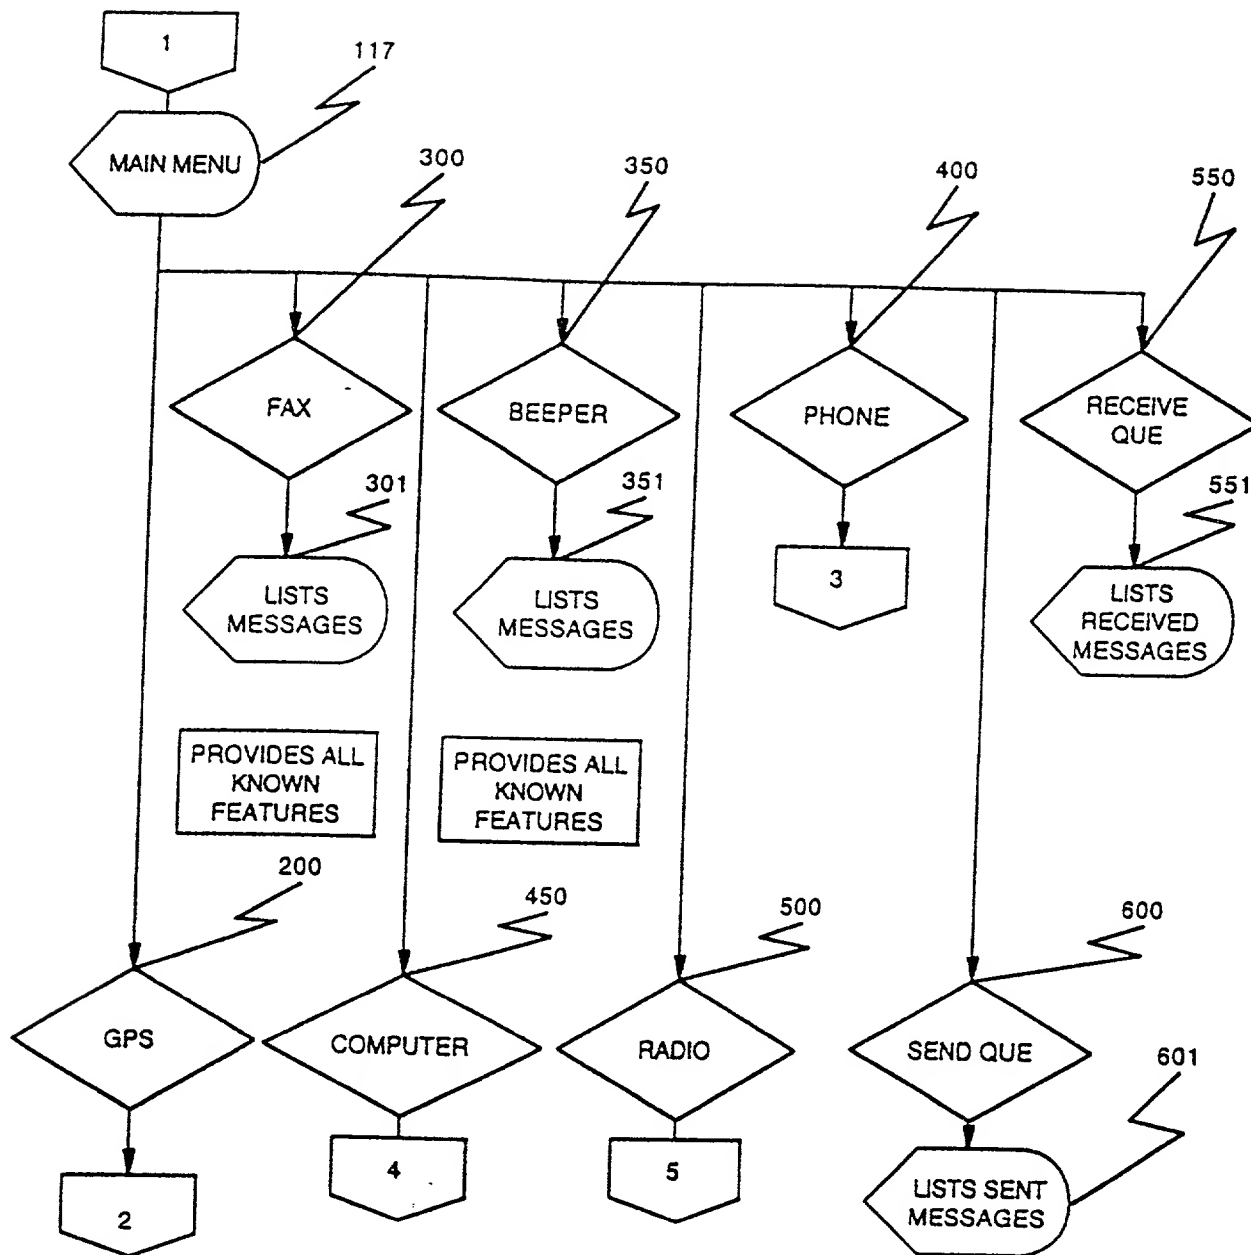 1
117
MAIN MENU
300
350
400
550
FAX
BEEPER
PHONE
RECEIVE
QUE
301
351
551
LISTS
MESSAGES
LISTS
MESSAGES
3
LISTS
RECEIVED
MESSAGES
PROVIDES ALL
KNOWN
FEATURES
PROVIDES ALL
KNOWN
FEATURES
200
450
500
600
GPS
COMPUTER
RADIO
SEND QUE
601
2
4
5
LISTS SENT
MESSAGES